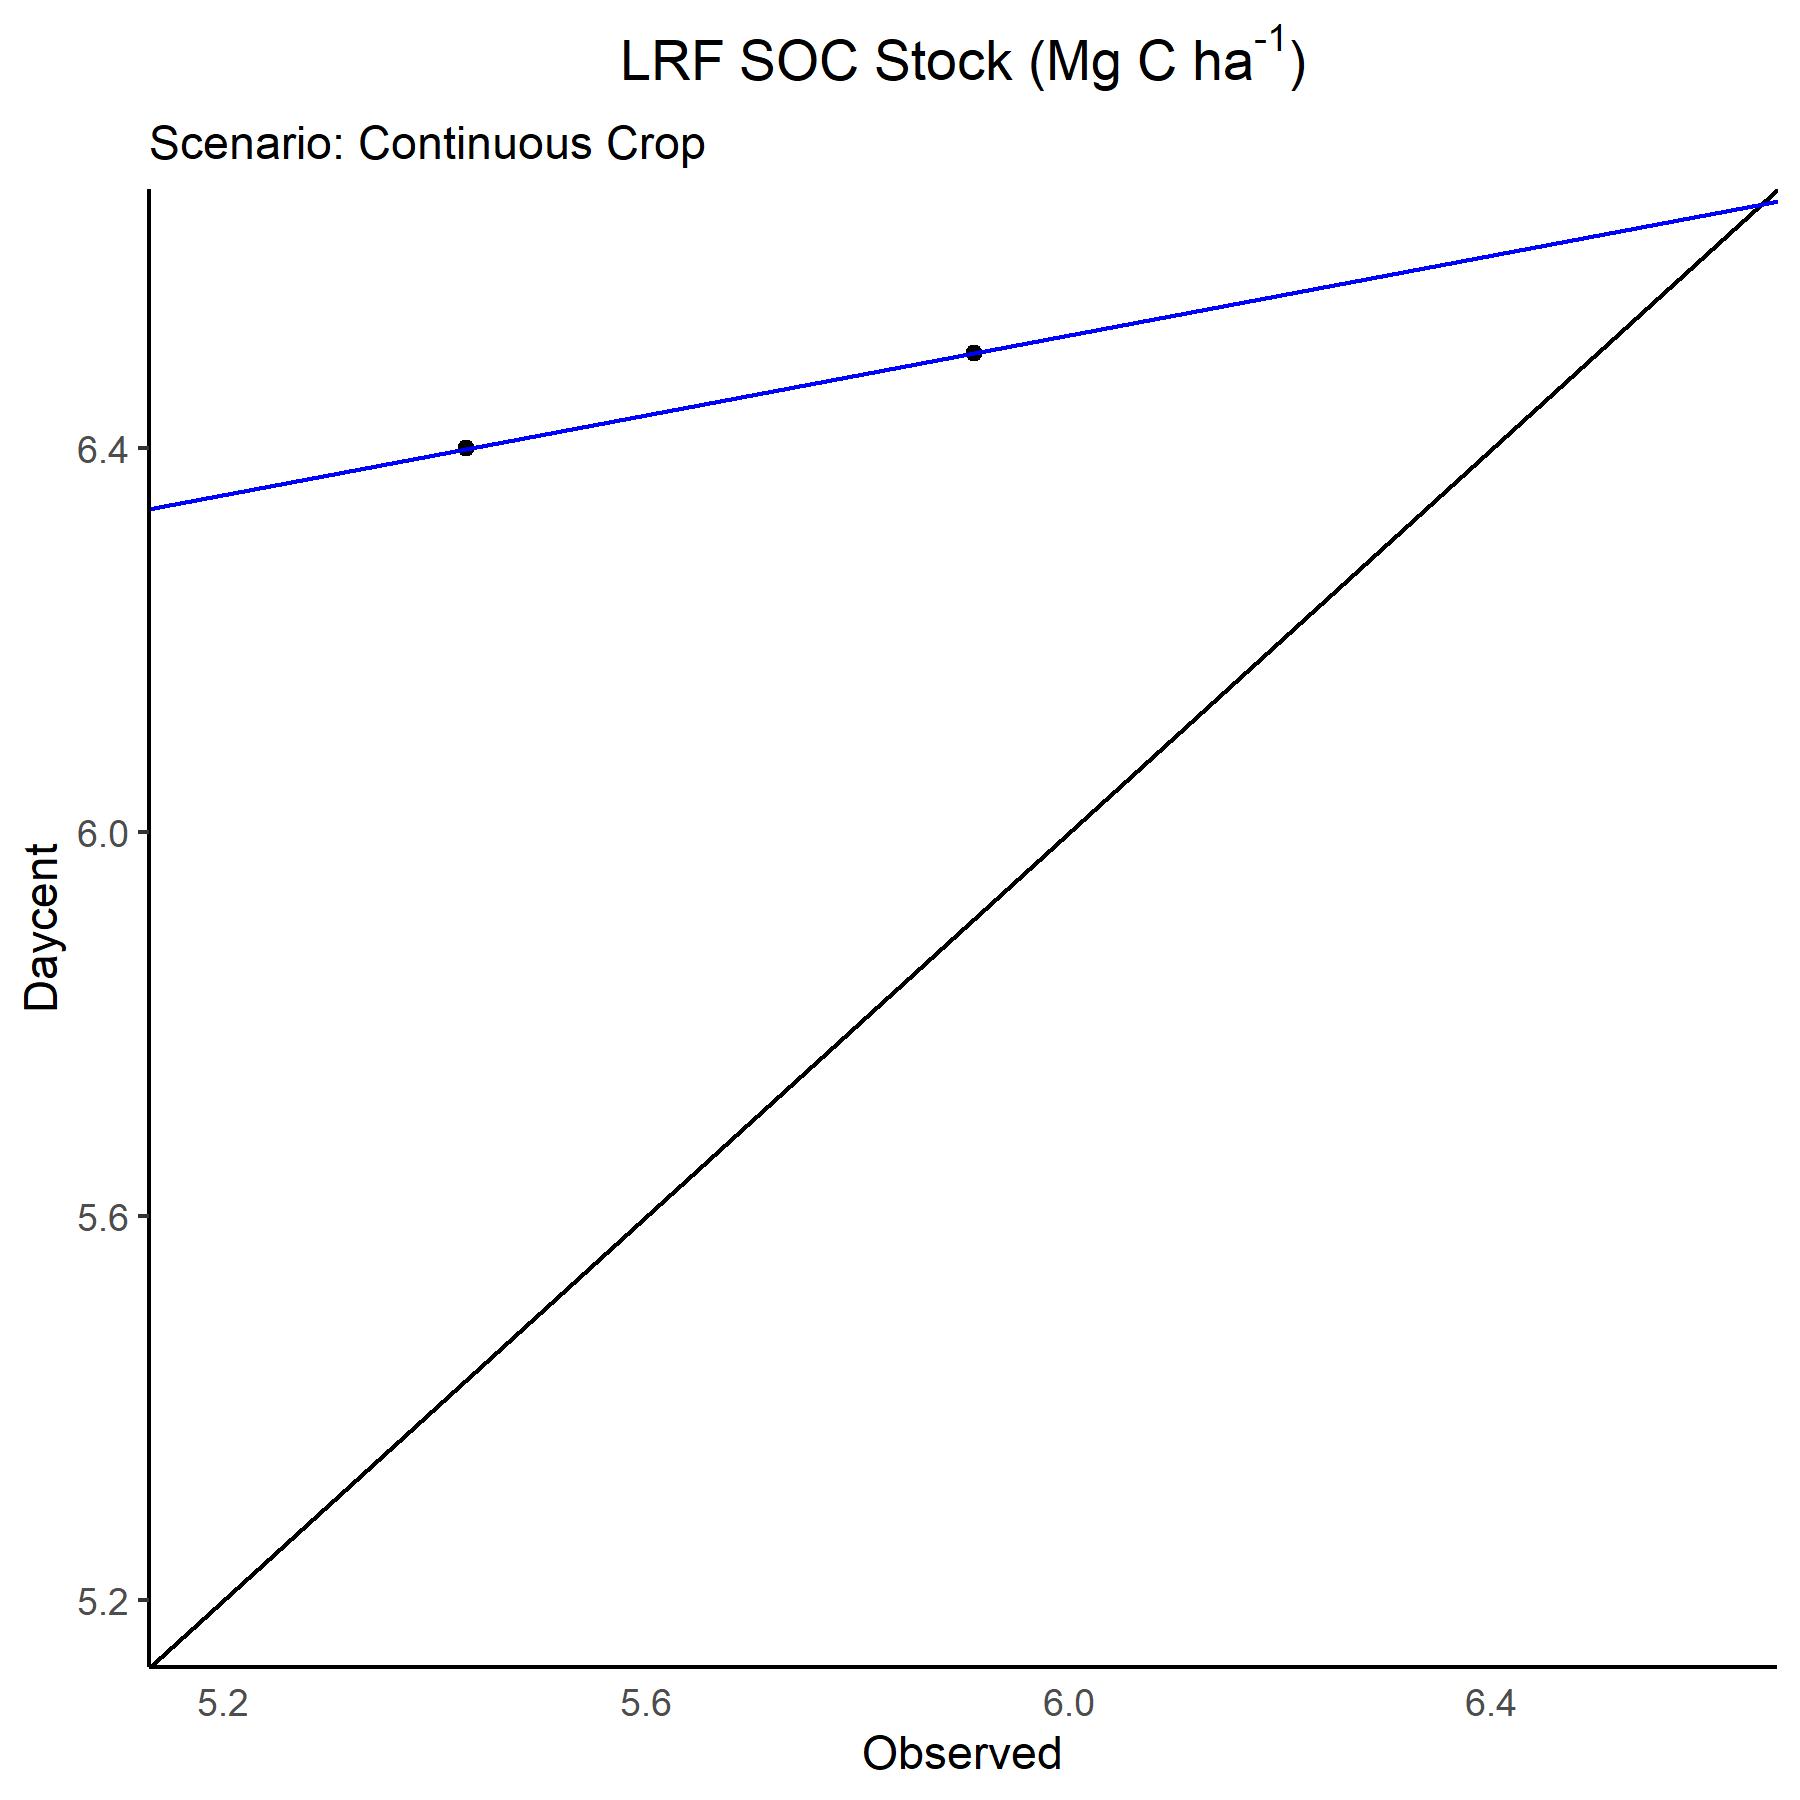 LRF SOC Stock (Mg C ha⁻¹)
Scenario: Continuous Crop
6.4
6.0
5.6
5.2
Daycent
5.2 5.6 6.0 6.4
Observed